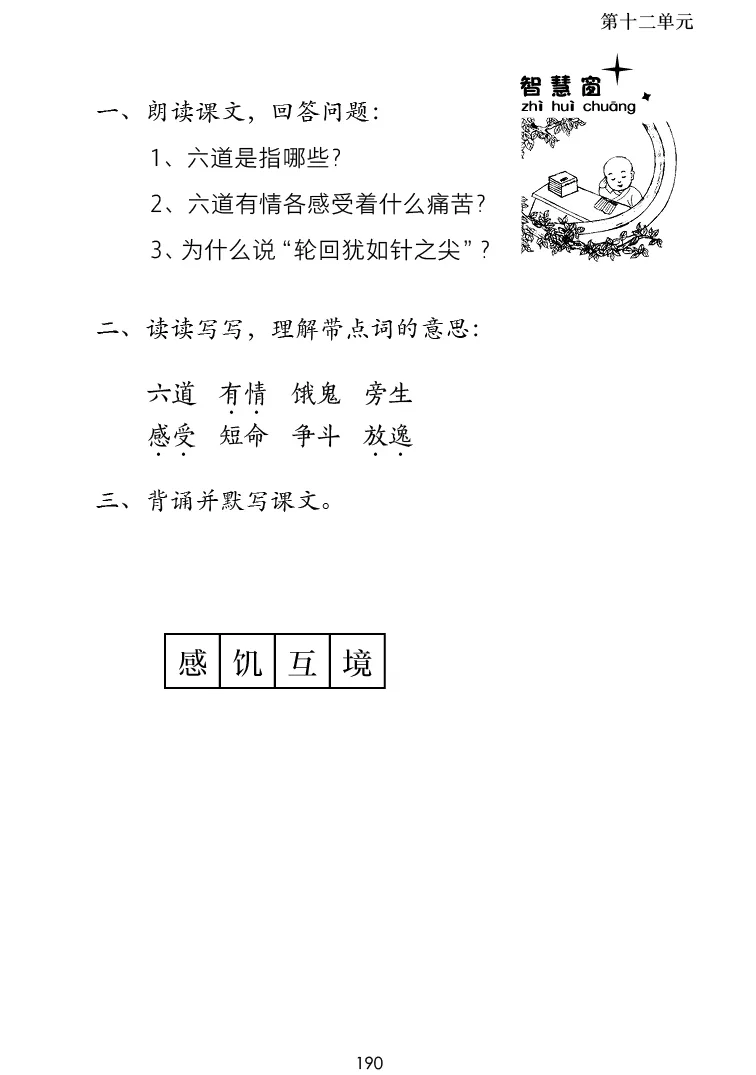 第十二单元
智慧窗
zhì huì chuāng
一、朗读课文，回答问题：
1、六道是指哪些？
2、六道有情各感受着什么痛苦？
3、为什么说“轮回犹如针之尖”？
二、读读写写，理解带点词的意思：
六道 有情 饿鬼 旁生
感受 短命 争斗 放逸
三、背诵并默写课文。
感 饥 互 境
190